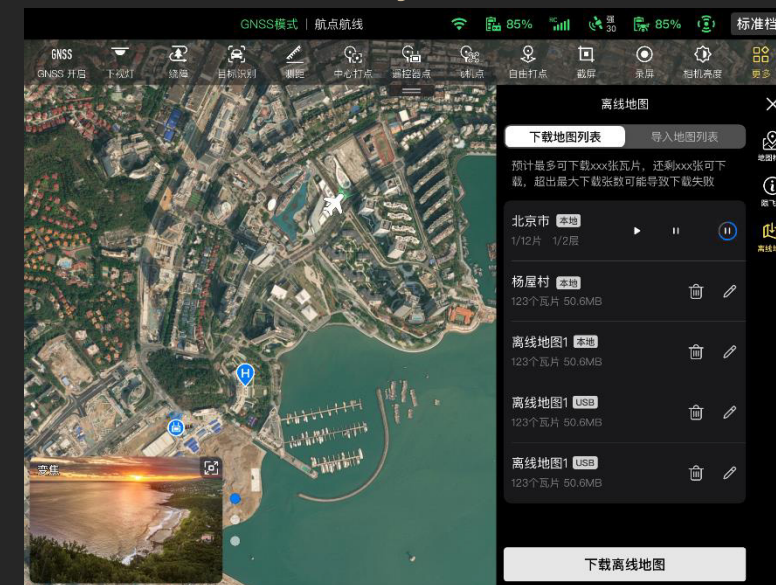 GNSS模式 | 航点航线
85%
RC
强
30
85%
标准档
GNSS
GNSS 开启
下视灯
绕障
目标识别
测距
中心打点
遥控器点
飞机点
自由打点
截屏
录屏
相机亮度
更多
离线地图
下载地图列表
导入地图列表
预计最多可下载xxx张瓦片，还剩xxx张可下
载，超出最大下载张数可能导致下载失败
北京市 本地
1/12片 1/2层
杨屋村 本地
123个瓦片 50.6MB
离线地图1 本地
123个瓦片 50.6MB
离线地图1 USB
123个瓦片 50.6MB
离线地图1 USB
123个瓦片 50.6MB
下载离线地图
H
变焦